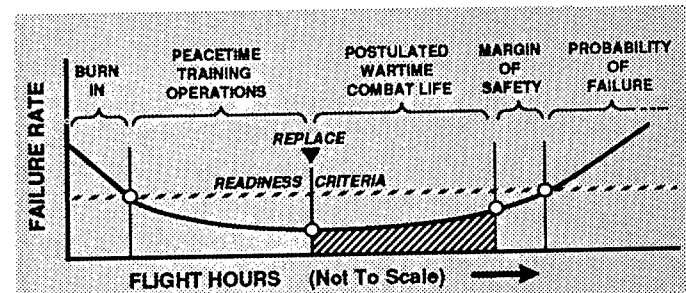 BURN
IN
PEACETIME
TRAINING
OPERATIONS
POSTULATED
WARTIME
COMBAT LIFE
MARGIN
OF
SAFETY
PROBABILITY
OF
FAILURE
REPLACE
READINESS CRITERIA
FAILURE RATE
FLIGHT HOURS (Not To Scale)